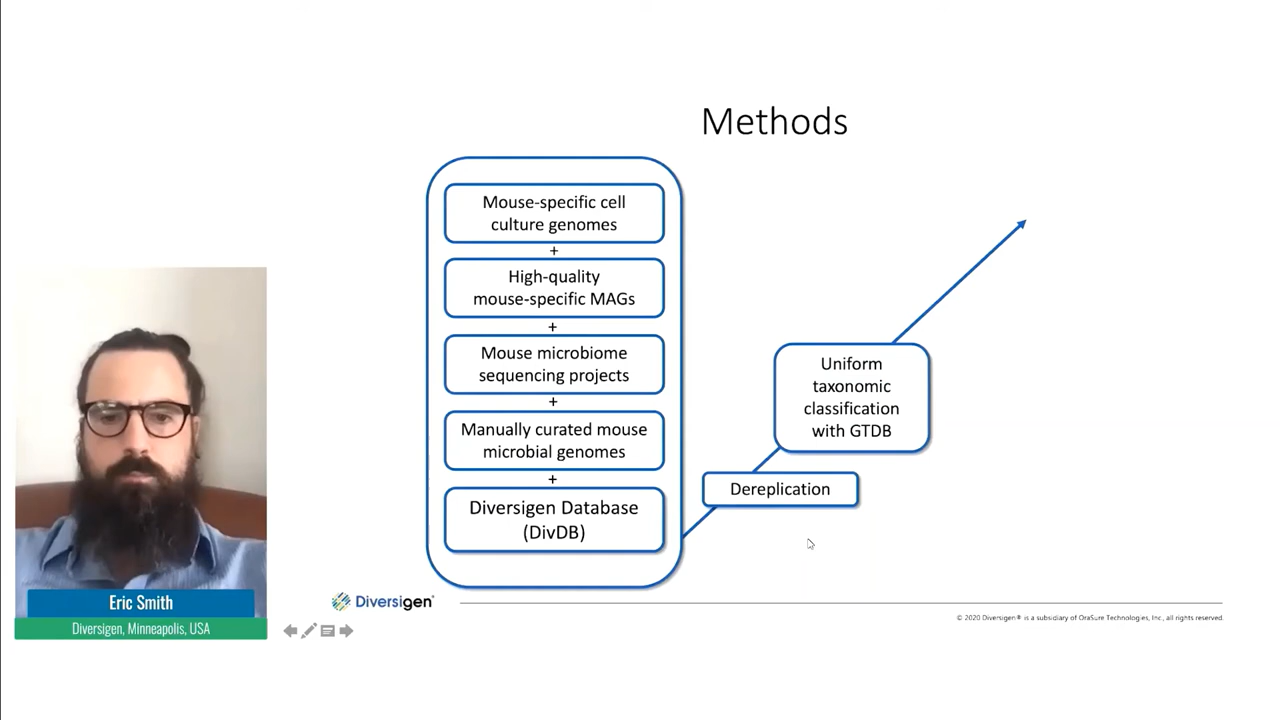 Methods
Mouse-specific cell
culture genomes
+
High-quality
mouse-specific MAGs
+
Mouse microbiome
sequencing projects
+
Manually curated mouse
microbial genomes
+
Diversigen Database
(DivDB)
Dereplication
Uniform
taxonomic
classification
with GTDB
Eric Smith
Diversigen, Minneapolis, USA
Diversigen®
© 2020 Diversigen® is a subsidiary of OraSure Technologies, Inc., all rights reserved.